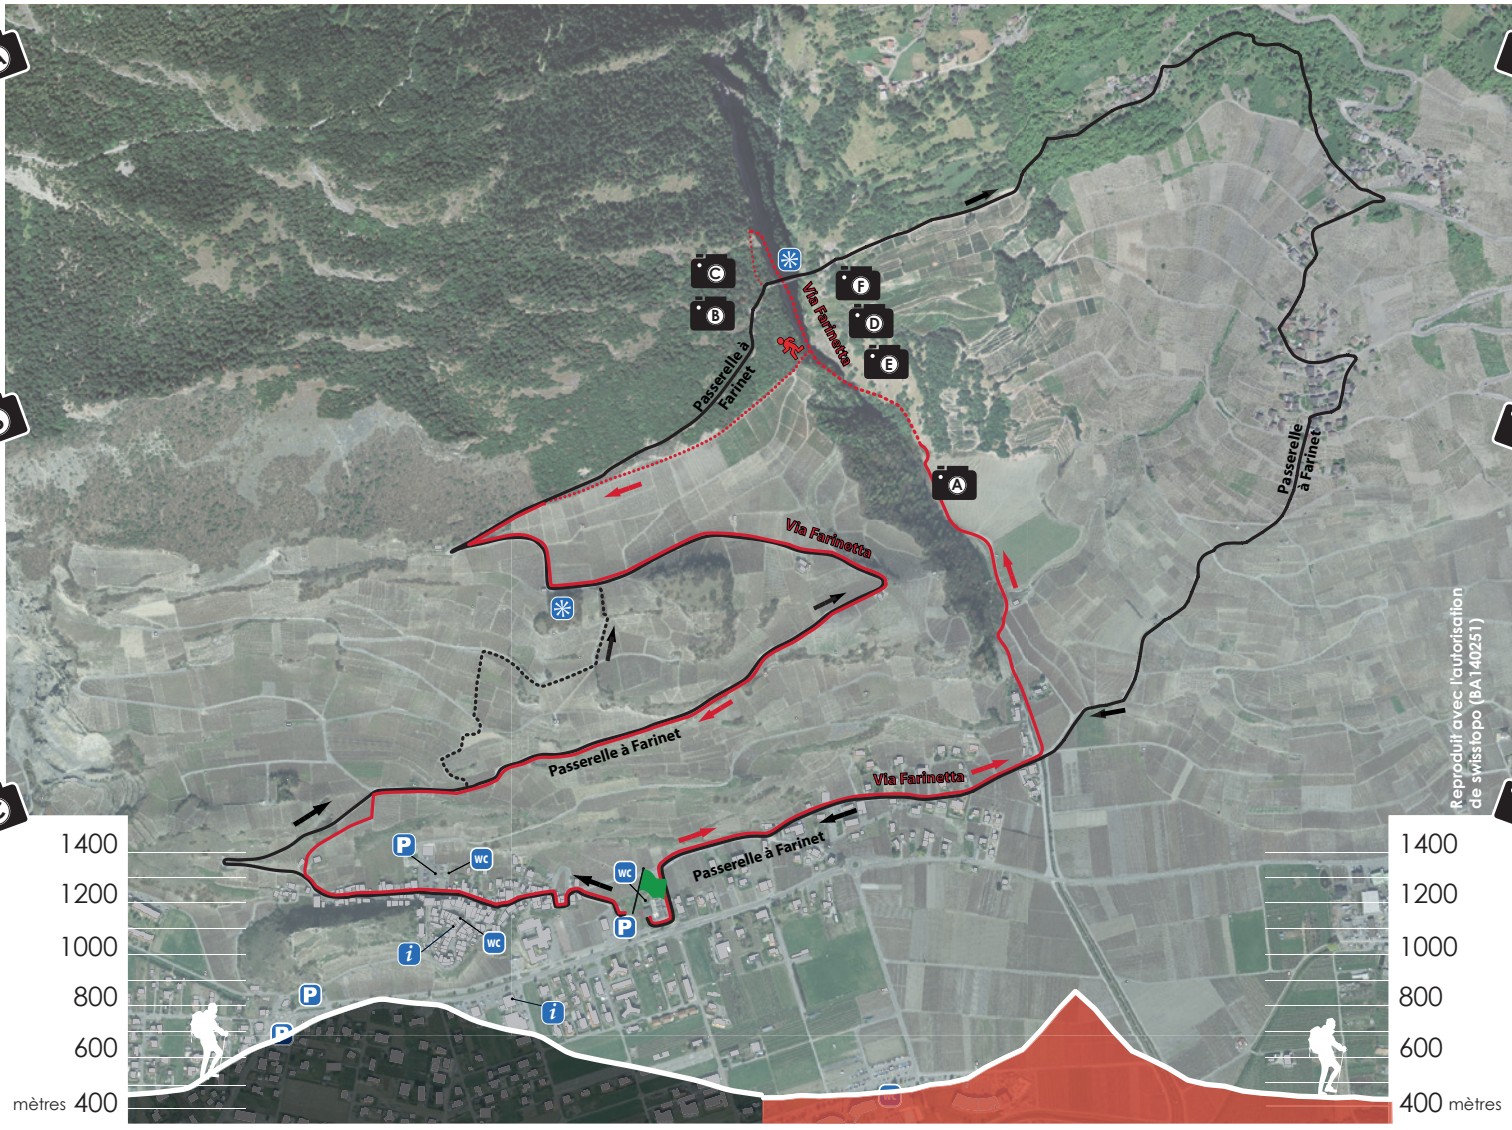 C
B
F
D
E
A
Via Farinetta
Passerelle à
Farinet
Via Farinetta
Passerelle
à Farinet
Passerelle à Farinet
Via Farinetta
Passerelle à Farinet
P
WC
WC
P
i
WC
P
i
P
WC
Reproduit avec l'autorisation
de swisstopo (BA140251)
1400
1200
1000
800
600
mètres 400
1400
1200
1000
800
600
400 mètres